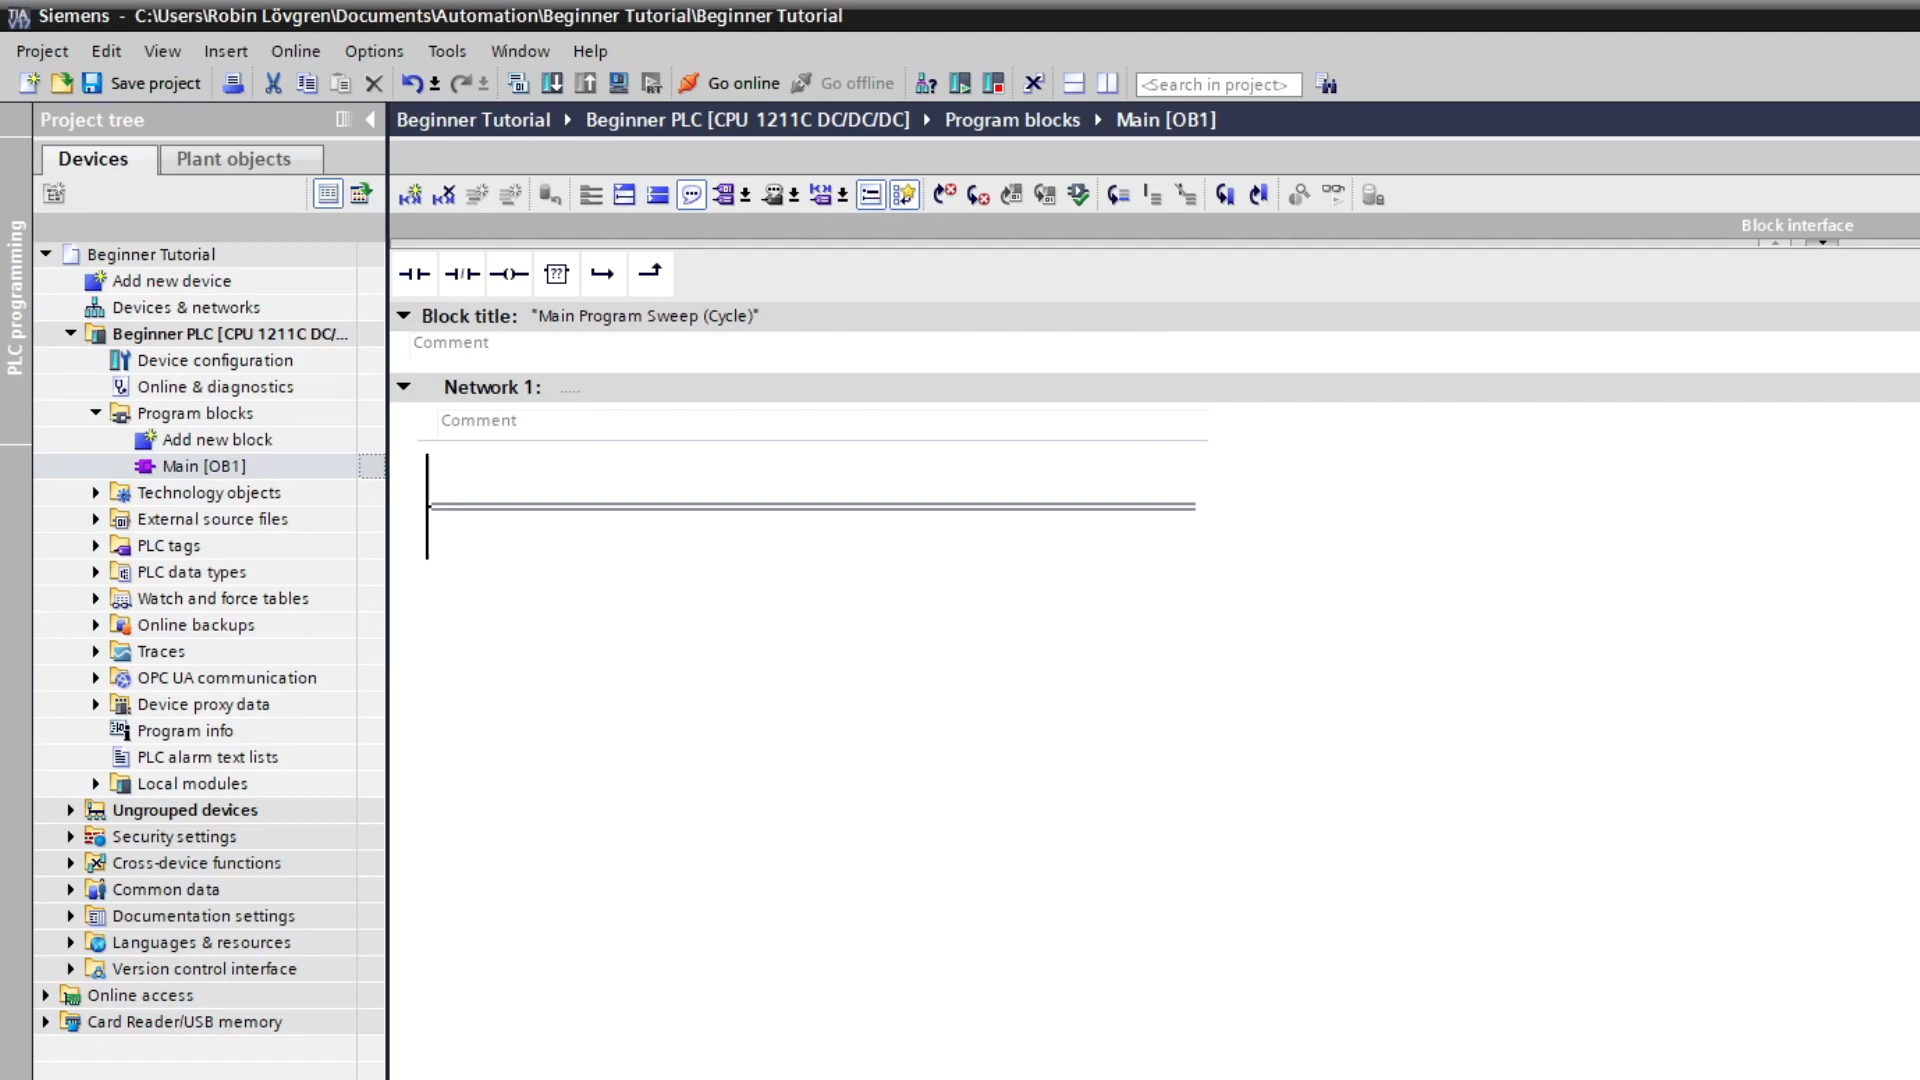 Siemens - C:\Users\Robin Lövgren\Documents\Automation\Beginner Tutorial\Beginner Tutorial
Project Edit View Insert Online Options Tools Window Help
Save project Go online Go offline <Search in project>
Project tree
Beginner Tutorial Beginner PLC [CPU 1211C DC/DC/DC] Program blocks Main [OB1]
Devices Plant objects
Block interface
PLC programming
Beginner Tutorial
Add new device
Devices & networks
Beginner PLC [CPU 1211C DC/...
Device configuration
Online & diagnostics
Program blocks
Add new block
Main [OB1]
Technology objects
External source files
PLC tags
PLC data types
Watch and force tables
Online backups
Traces
OPC UA communication
Device proxy data
Program info
PLC alarm text lists
Local modules
Ungrouped devices
Security settings
Cross-device functions
Common data
Documentation settings
Languages & resources
Version control interface
Online access
Card Reader/USB memory
??
Block title: "Main Program Sweep (Cycle)"
Comment
Network 1: .....
Comment